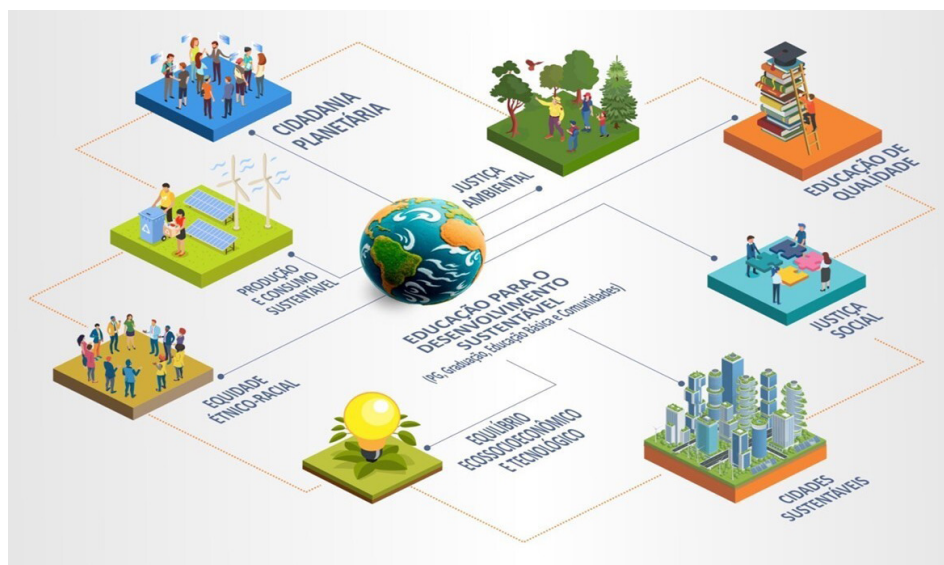 CIDADANIA
PLANETÁRIA
JUSTIÇA
AMBIENTAL
EDUCAÇÃO DE
QUALIDADE
PRODUÇÃO
E CONSUMO
SUSTENTÁVEL
EDUCAÇÃO PARA O
DESENVOLVIMENTO
SUSTENTÁVEL
(PG, Graduação, Educação Básica e Comunidades)
JUSTIÇA
SOCIAL
EQUIDADE
ÉTNICO-RACIAL
EQUILÍBRIO
ECOSSOCIOECONÔMICO
E TECNOLÓGICO
CIDADES
SUSTENTÁVEIS